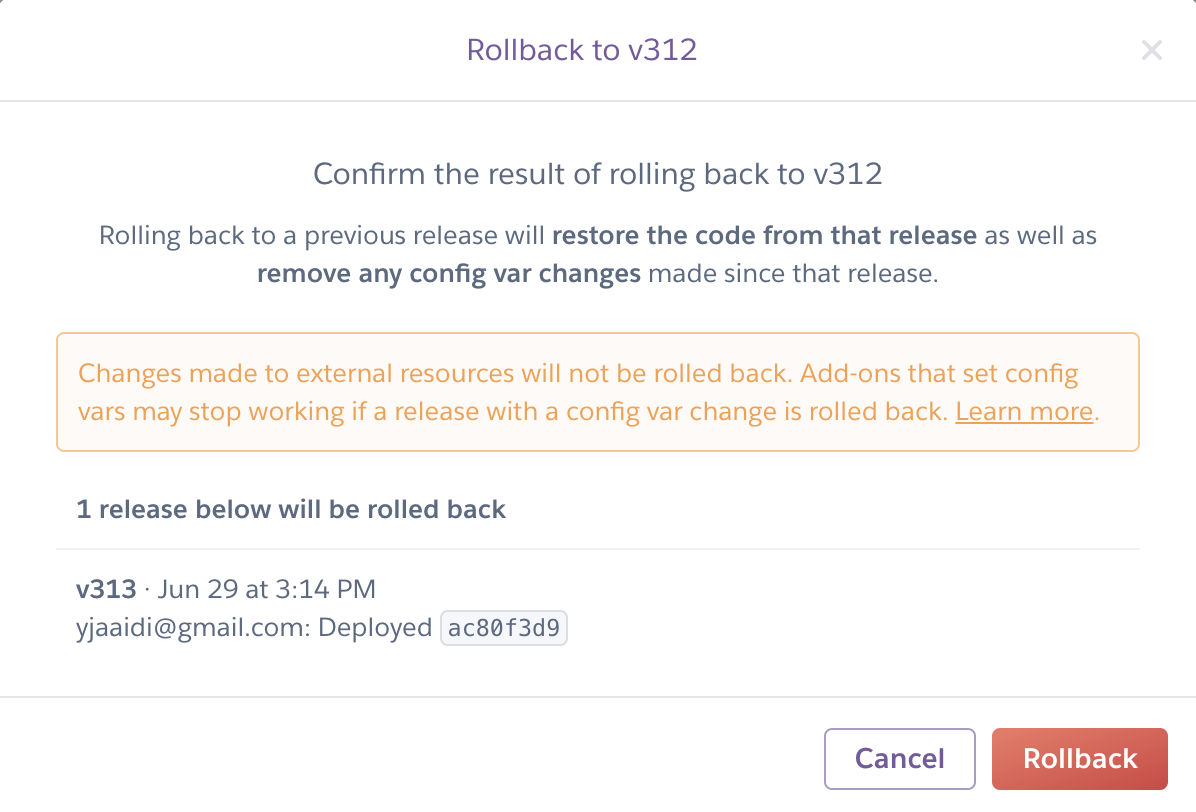 Rollback to v312
Confirm the result of rolling back to v312
Rolling back to a previous release will restore the code from that release as well as
remove any config var changes made since that release.
Changes made to external resources will not be rolled back. Add-ons that set config
vars may stop working if a release with a config var change is rolled back. Learn more.
1 release below will be rolled back
v313 · Jun 29 at 3:14 PM
yjaaidi@gmail.com: Deployed ac80f3d9
Cancel Rollback